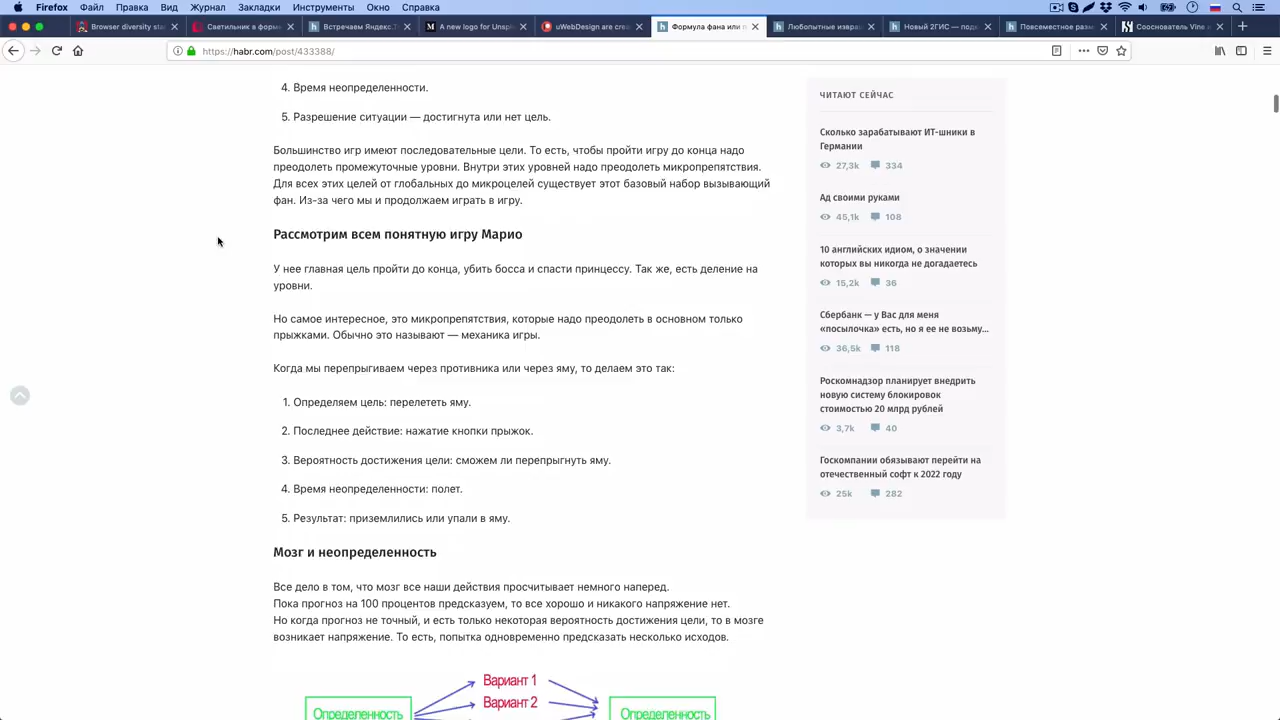 Firefox Файл Правка Вид Журнал Закладки Инструменты Окно Справка
Browser diversity sta
Светильник в форм
Встречаем Яндекс.Т
A new logo for Unspl
uWebDesign are crea
Формула фана или т
Любопытные изврат
Новый 2ГИС — под
Повсеместное разм
Сооснователь Vine
https://habr.com/post/433388/
4. Время неопределенности.
5. Разрешение ситуации — достигнута или нет цель.
Большинство игр имеют последовательные цели. То есть, чтобы пройти игру до конца надо
преодолеть промежуточные уровни. Внутри этих уровней надо преодолеть микропрепятствия.
Для всех этих целей от глобальных до микроцелей существует этот базовый набор вызывающий
фан. Из-за чего мы и продолжаем играть в игру.
Рассмотрим всем понятную игру Марио
У нее главная цель пройти до конца, убить босса и спасти принцессу. Так же, есть деление на
уровни.
Но самое интересное, это микропрепятствия, которые надо преодолеть в основном только
прыжками. Обычно это называют — механика игры.
Когда мы перепрыгиваем через противника или через яму, то делаем это так:
1. Определяем цель: перелететь яму.
2. Последнее действие: нажатие кнопки прыжок.
3. Вероятность достижения цели: сможем ли перепрыгнуть яму.
4. Время неопределенности: полет.
5. Результат: приземлились или упали в яму.
Мозг и неопределенность
Все дело в том, что мозг все наши действия просчитывает немного наперед.
Пока прогноз на 100 процентов предсказуем, то все хорошо и никакого напряжение нет.
Но когда прогноз не точный, и есть только некоторая вероятность достижения цели, то в мозге
возникает напряжение. То есть, попытка одновременно предсказать несколько исходов.
Вариант 1
Вариант 2
Определенность
Определенность
ЧИТАЮТ СЕЙЧАС
Сколько зарабатывают ИТ-шники в
Германии
27,3k 334
Ад своими руками
45,1k 108
10 английских идиом, о значении
которых вы никогда не догадаетесь
15,2k 36
Сбербанк — у Вас для меня
«посылочка» есть, но я ее не возьму...
36,5k 118
Роскомнадзор планирует внедрить
новую систему блокировок
стоимостью 20 млрд рублей
3,7k 40
Госкомпании обязывают перейти на
отечественный софт к 2022 году
25k 282